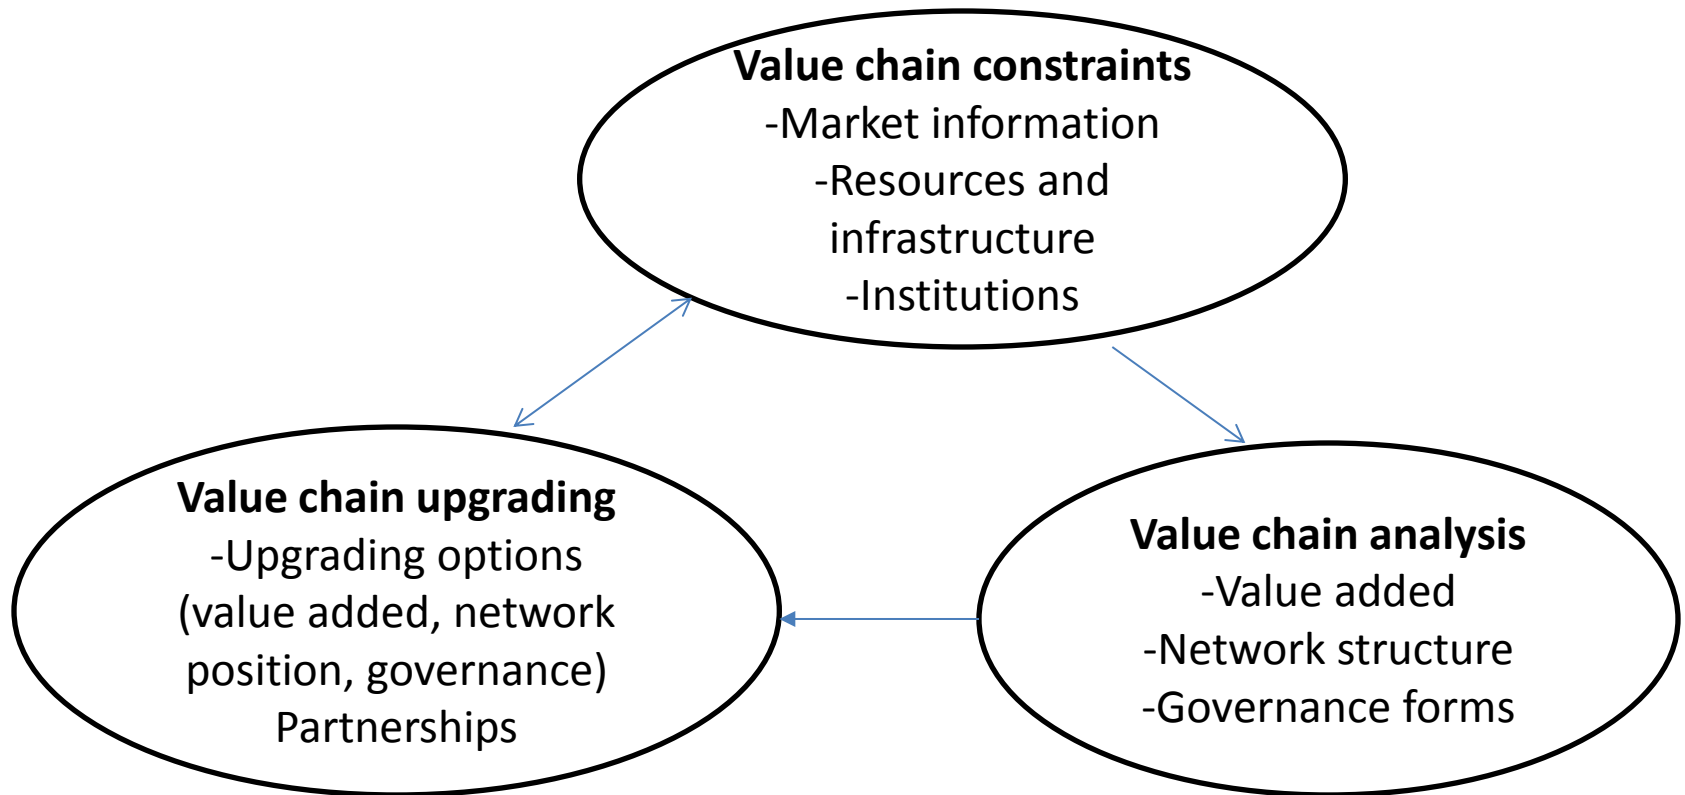 Value chain constraints
-Market information
-Resources and
infrastructure
-Institutions
Value chain upgrading
-Upgrading options
(value added, network
position, governance)
Partnerships
Value chain analysis
-Value added
-Network structure
-Governance forms